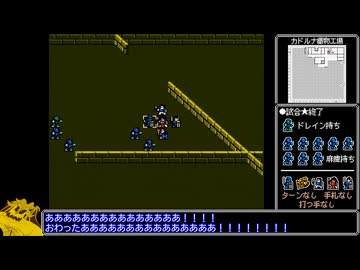 カドルナ織物工場
●試合★終了
ドレイン持ち
麻痺持ち
ターンなし 手札なし
打つ手なし
ああああああああああああああああ！！！！
おわったあああああああああああああああ！！！！！！！！